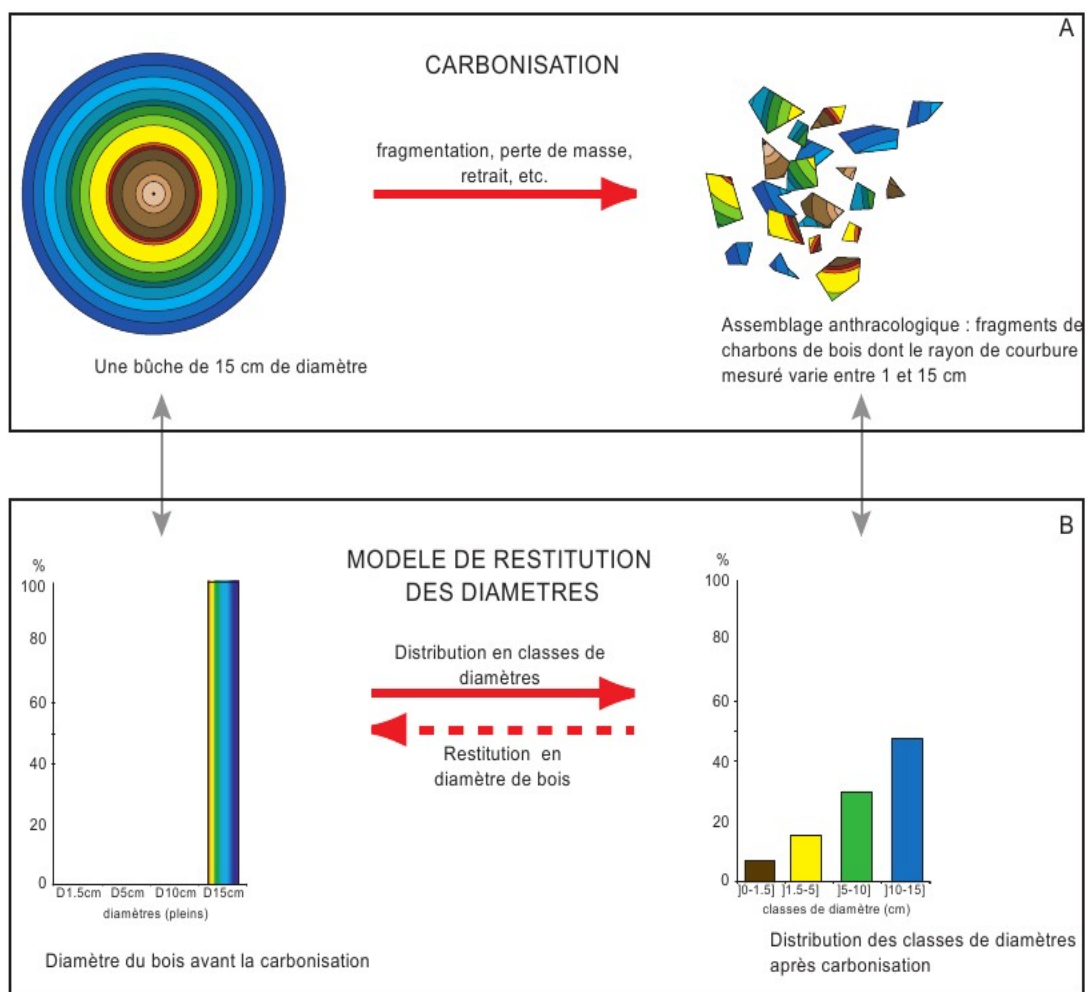 A
CARBONISATION
fragmentation, perte de masse,
retrait, etc.
Une bûche de 15 cm de diamètre
Assemblage anthracologique : fragments de
charbons de bois dont le rayon de courbure
mesuré varie entre 1 et 15 cm
B
MODELE DE RESTITUTION
DES DIAMETRES
%
100
80
60
40
20
0
D1.5cm D5cm D10cm D15cm
diamètres (pleins)
Diamètre du bois avant la carbonisation
Distribution en classes de
diamètres
Restitution en
diamètre de bois
%
100
80
60
40
20
0
]0-1.5] ]1.5-5] ]5-10] ]10-15]
classes de diamètre (cm)
Distribution des classes de diamètres
après carbonisation